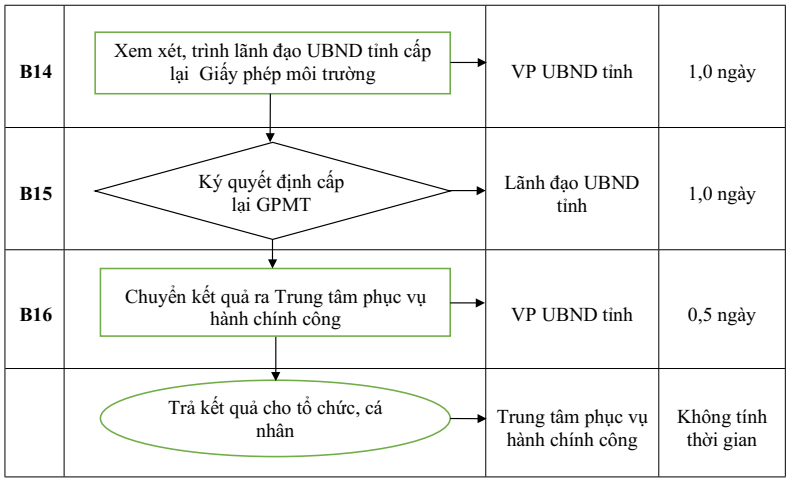 B14
Xem xét, trình lãnh đạo UBND tỉnh cấp
lại Giấy phép môi trường
VP UBND tỉnh
1,0 ngày
B15
Ký quyết định cấp
lại GPMT
Lãnh đạo UBND
tỉnh
1,0 ngày
B16
Chuyển kết quả ra Trung tâm phục vụ
hành chính công
VP UBND tỉnh
0,5 ngày
Trả kết quả cho tổ chức, cá
nhân
Trung tâm phục vụ
hành chính công
Không tính
thời gian